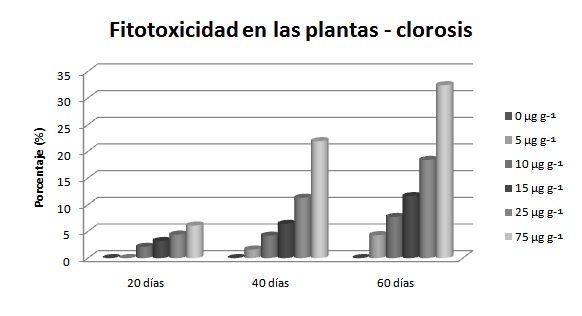 Fitotoxicidad en las plantas - clorosis
Porcentaje (%)
35
30
25
20
15
10
5
0
20 días
40 días
60 días
0 µg g-¹
5 µg g-¹
10 µg g-¹
15 µg g-¹
25 µg g-¹
75 µg g-¹